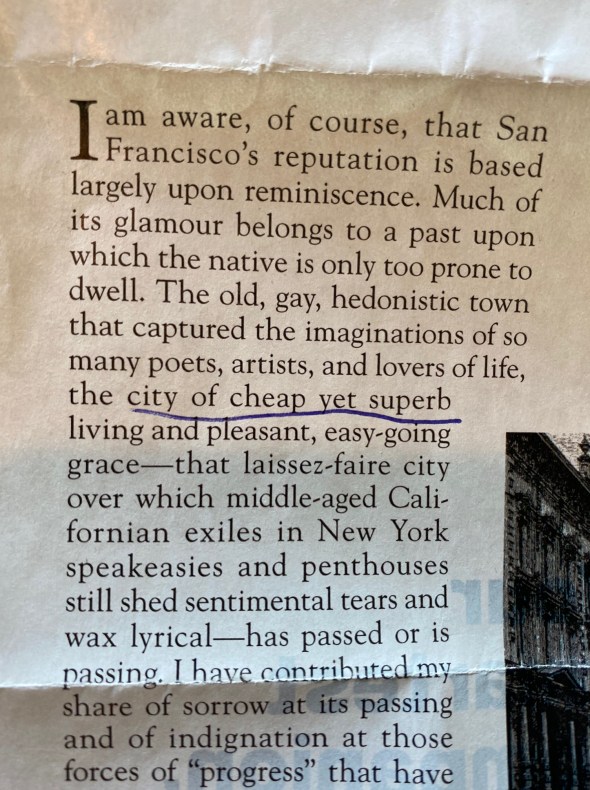 I am aware, of course, that San
Francisco's reputation is based
largely upon reminiscence. Much of
its glamour belongs to a past upon
which the native is only too prone to
dwell. The old, gay, hedonistic town
that captured the imaginations of so
many poets, artists, and lovers of life,
the city of cheap yet superb
living and pleasant, easy-going
grace—that laissez-faire city
over which middle-aged Cali-
fornian exiles in New York
speakeasies and penthouses
still shed sentimental tears and
wax lyrical—has passed or is
passing. I have contributed my
share of sorrow at its passing
and of indignation at those
forces of “progress” that have